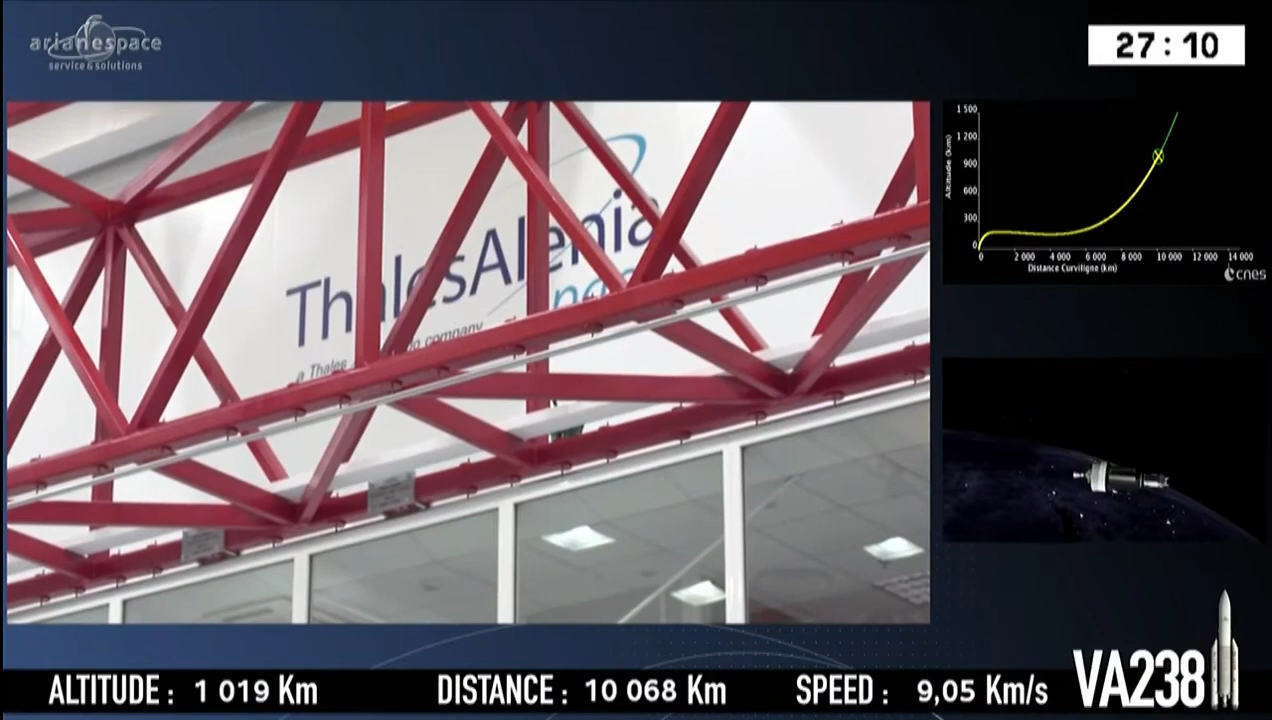 arianespace
service & solutions
27:10
ThalesAlenia
a Thales
company
Altitude (km)
1 500
1 200
900
600
300
0
0 2 000 4 000 6 000 8 000 10 000 12 000 14 000
Distance Curviligne (km)
cnes
ALTITUDE : 1 019 Km DISTANCE : 10 068 Km SPEED : 9,05 Km/s VA238